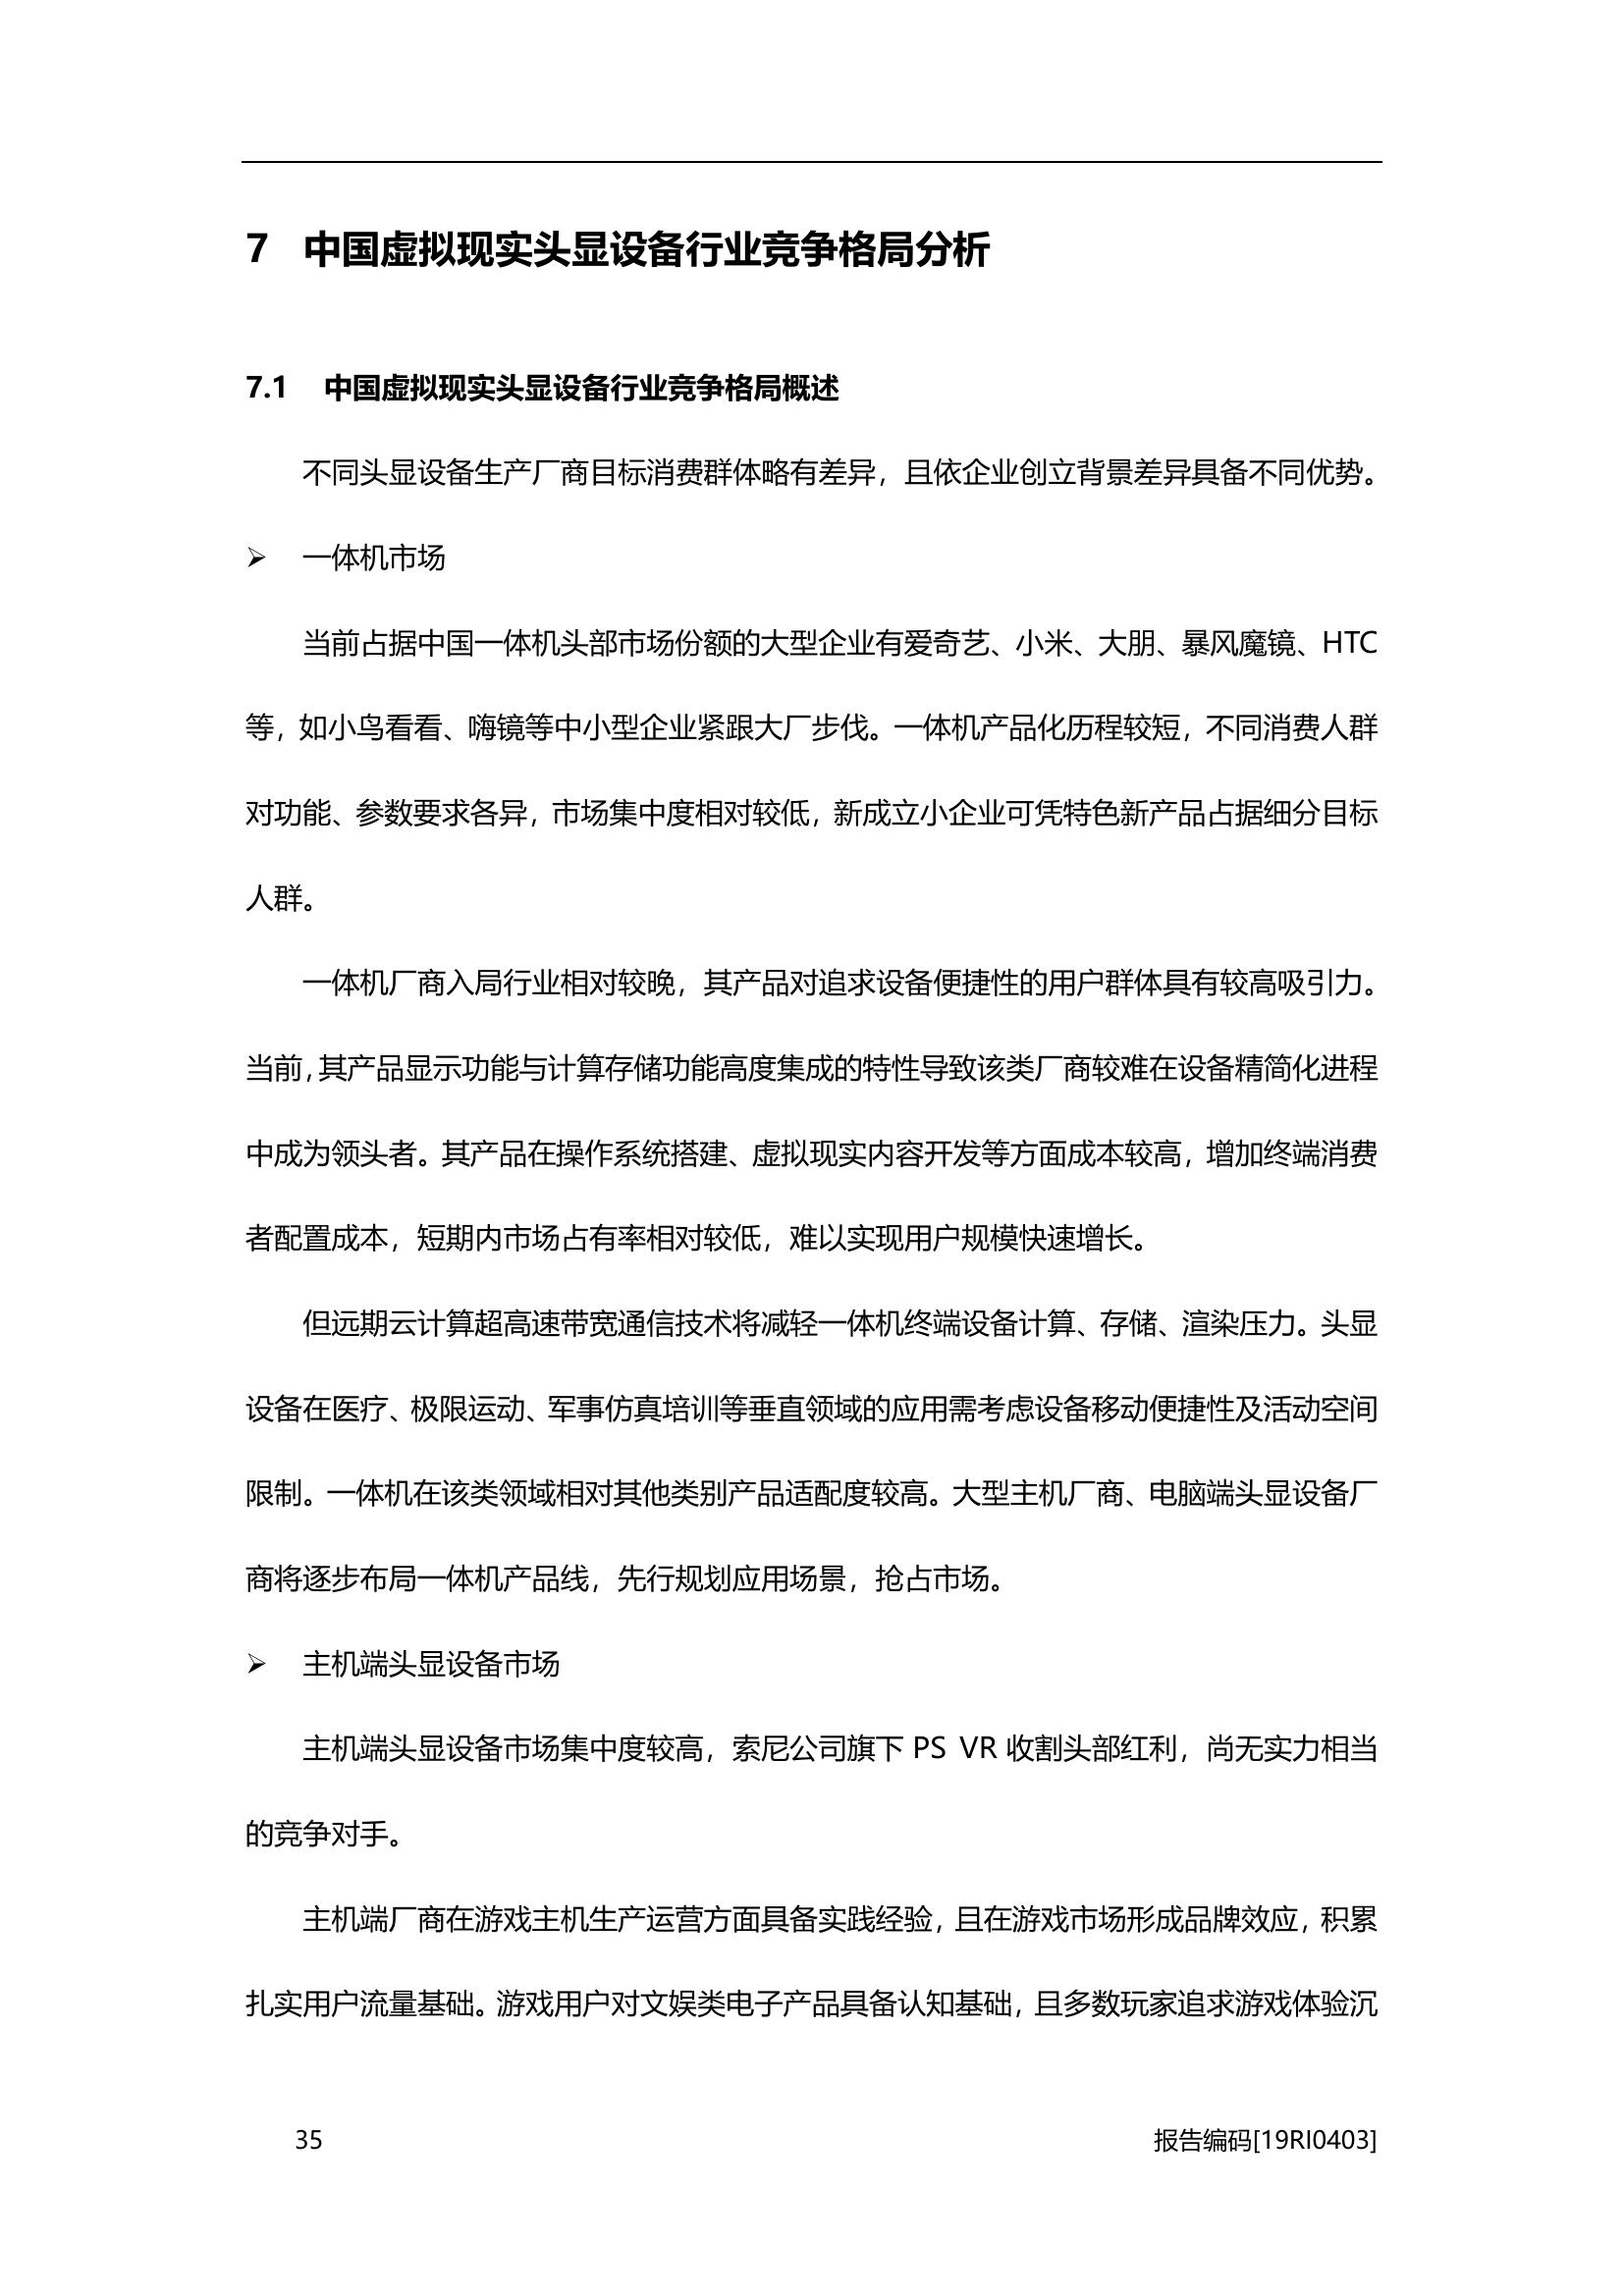 7 中国虚拟现实头显设备行业竞争格局分析
7.1 中国虚拟现实头显设备行业竞争格局概述
不同头显设备生产厂商目标消费群体略有差异，且依企业创立背景差异具备不同优势。
➢ 一体机市场
当前占据中国一体机头部市场份额的大型企业有爱奇艺、小米、大朋、暴风魔镜、HTC
等，如小鸟看看、嗨镜等中小型企业紧跟大厂步伐。一体机产品化历程较短，不同消费人群
对功能、参数要求各异，市场集中度相对较低，新成立小企业可凭特色新产品占据细分目标
人群。
一体机厂商入局行业相对较晚，其产品对追求设备便捷性的用户群体具有较高吸引力。
当前，其产品显示功能与计算存储功能高度集成的特性导致该类厂商较难在设备精简化进程
中成为领头者。其产品在操作系统搭建、虚拟现实内容开发等方面成本较高，增加终端消费
者配置成本，短期内市场占有率相对较低，难以实现用户规模快速增长。
但远期云计算超高速带宽通信技术将减轻一体机终端设备计算、存储、渲染压力。头显
设备在医疗、极限运动、军事仿真培训等垂直领域的应用需考虑设备移动便捷性及活动空间
限制。一体机在该类领域相对其他类别产品适配度较高。大型主机厂商、电脑端头显设备厂
商将逐步布局一体机产品线，先行规划应用场景，抢占市场。
➢ 主机端头显设备市场
主机端头显设备市场集中度较高，索尼公司旗下 PS VR 收割头部红利，尚无实力相当
的竞争对手。
主机端厂商在游戏主机生产运营方面具备实践经验，且在游戏市场形成品牌效应，积累
扎实用户流量基础。游戏用户对文娱类电子产品具备认知基础，且多数玩家追求游戏体验沉
35 报告编码[19RI0403]